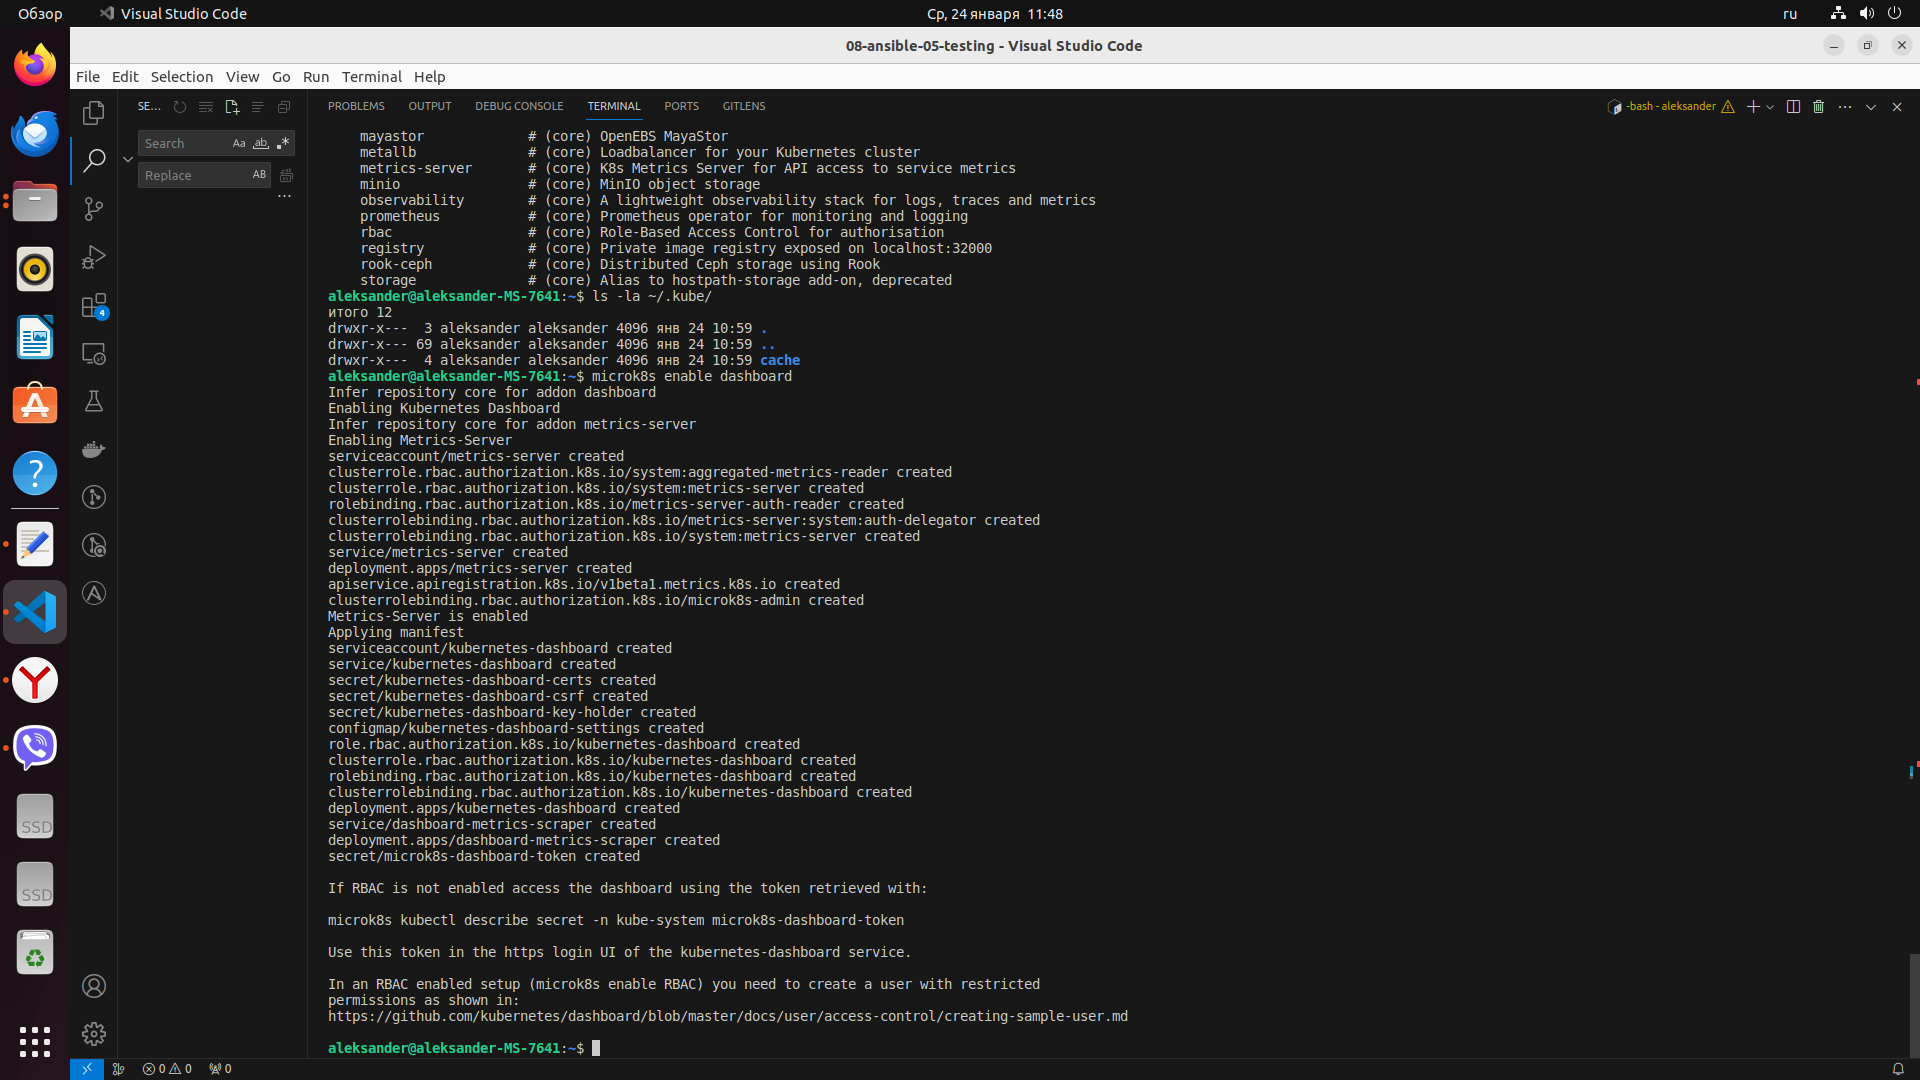 Обзор
Visual Studio Code
Ср, 24 января 11:48
ru
08-ansible-05-testing - Visual Studio Code
File Edit Selection View Go Run Terminal Help
SE...
PROBLEMS OUTPUT DEBUG CONSOLE TERMINAL PORTS GITLENS
-bash - aleksander
Search
Aa ab
Replace
AB
4
SSD
SSD
mayastor # (core) OpenEBS MayaStor
metallb # (core) Loadbalancer for your Kubernetes cluster
metrics-server # (core) K8s Metrics Server for API access to service metrics
minio # (core) MinIO object storage
observability # (core) A lightweight observability stack for logs, traces and metrics
prometheus # (core) Prometheus operator for monitoring and logging
rbac # (core) Role-Based Access Control for authorisation
registry # (core) Private image registry exposed on localhost:32000
rook-ceph # (core) Distributed Ceph storage using Rook
storage # (core) Alias to hostpath-storage add-on, deprecated
aleksander@aleksander-MS-7641:~$ ls -la ~/.kube/
итого 12
drwxr-x--- 3 aleksander aleksander 4096 янв 24 10:59 .
drwxr-x--- 69 aleksander aleksander 4096 янв 24 10:59 ..
drwxr-x--- 4 aleksander aleksander 4096 янв 24 10:59 cache
aleksander@aleksander-MS-7641:~$ microk8s enable dashboard
Infer repository core for addon dashboard
Enabling Kubernetes Dashboard
Infer repository core for addon metrics-server
Enabling Metrics-Server
serviceaccount/metrics-server created
clusterrole.rbac.authorization.k8s.io/system:aggregated-metrics-reader created
clusterrole.rbac.authorization.k8s.io/system:metrics-server created
rolebinding.rbac.authorization.k8s.io/metrics-server-auth-reader created
clusterrolebinding.rbac.authorization.k8s.io/metrics-server:system:auth-delegator created
clusterrolebinding.rbac.authorization.k8s.io/system:metrics-server created
service/metrics-server created
deployment.apps/metrics-server created
apiservice.apiregistration.k8s.io/v1beta1.metrics.k8s.io created
clusterrolebinding.rbac.authorization.k8s.io/microk8s-admin created
Metrics-Server is enabled
Applying manifest
serviceaccount/kubernetes-dashboard created
service/kubernetes-dashboard created
secret/kubernetes-dashboard-certs created
secret/kubernetes-dashboard-csrf created
secret/kubernetes-dashboard-key-holder created
configmap/kubernetes-dashboard-settings created
role.rbac.authorization.k8s.io/kubernetes-dashboard created
clusterrole.rbac.authorization.k8s.io/kubernetes-dashboard created
rolebinding.rbac.authorization.k8s.io/kubernetes-dashboard created
clusterrolebinding.rbac.authorization.k8s.io/kubernetes-dashboard created
deployment.apps/kubernetes-dashboard created
service/dashboard-metrics-scraper created
deployment.apps/dashboard-metrics-scraper created
secret/microk8s-dashboard-token created
If RBAC is not enabled access the dashboard using the token retrieved with:
microk8s kubectl describe secret -n kube-system microk8s-dashboard-token
Use this token in the https login UI of the kubernetes-dashboard service.
In an RBAC enabled setup (microk8s enable RBAC) you need to create a user with restricted
permissions as shown in:
https://github.com/kubernetes/dashboard/blob/master/docs/user/access-control/creating-sample-user.md
aleksander@aleksander-MS-7641:~$
0 0 0